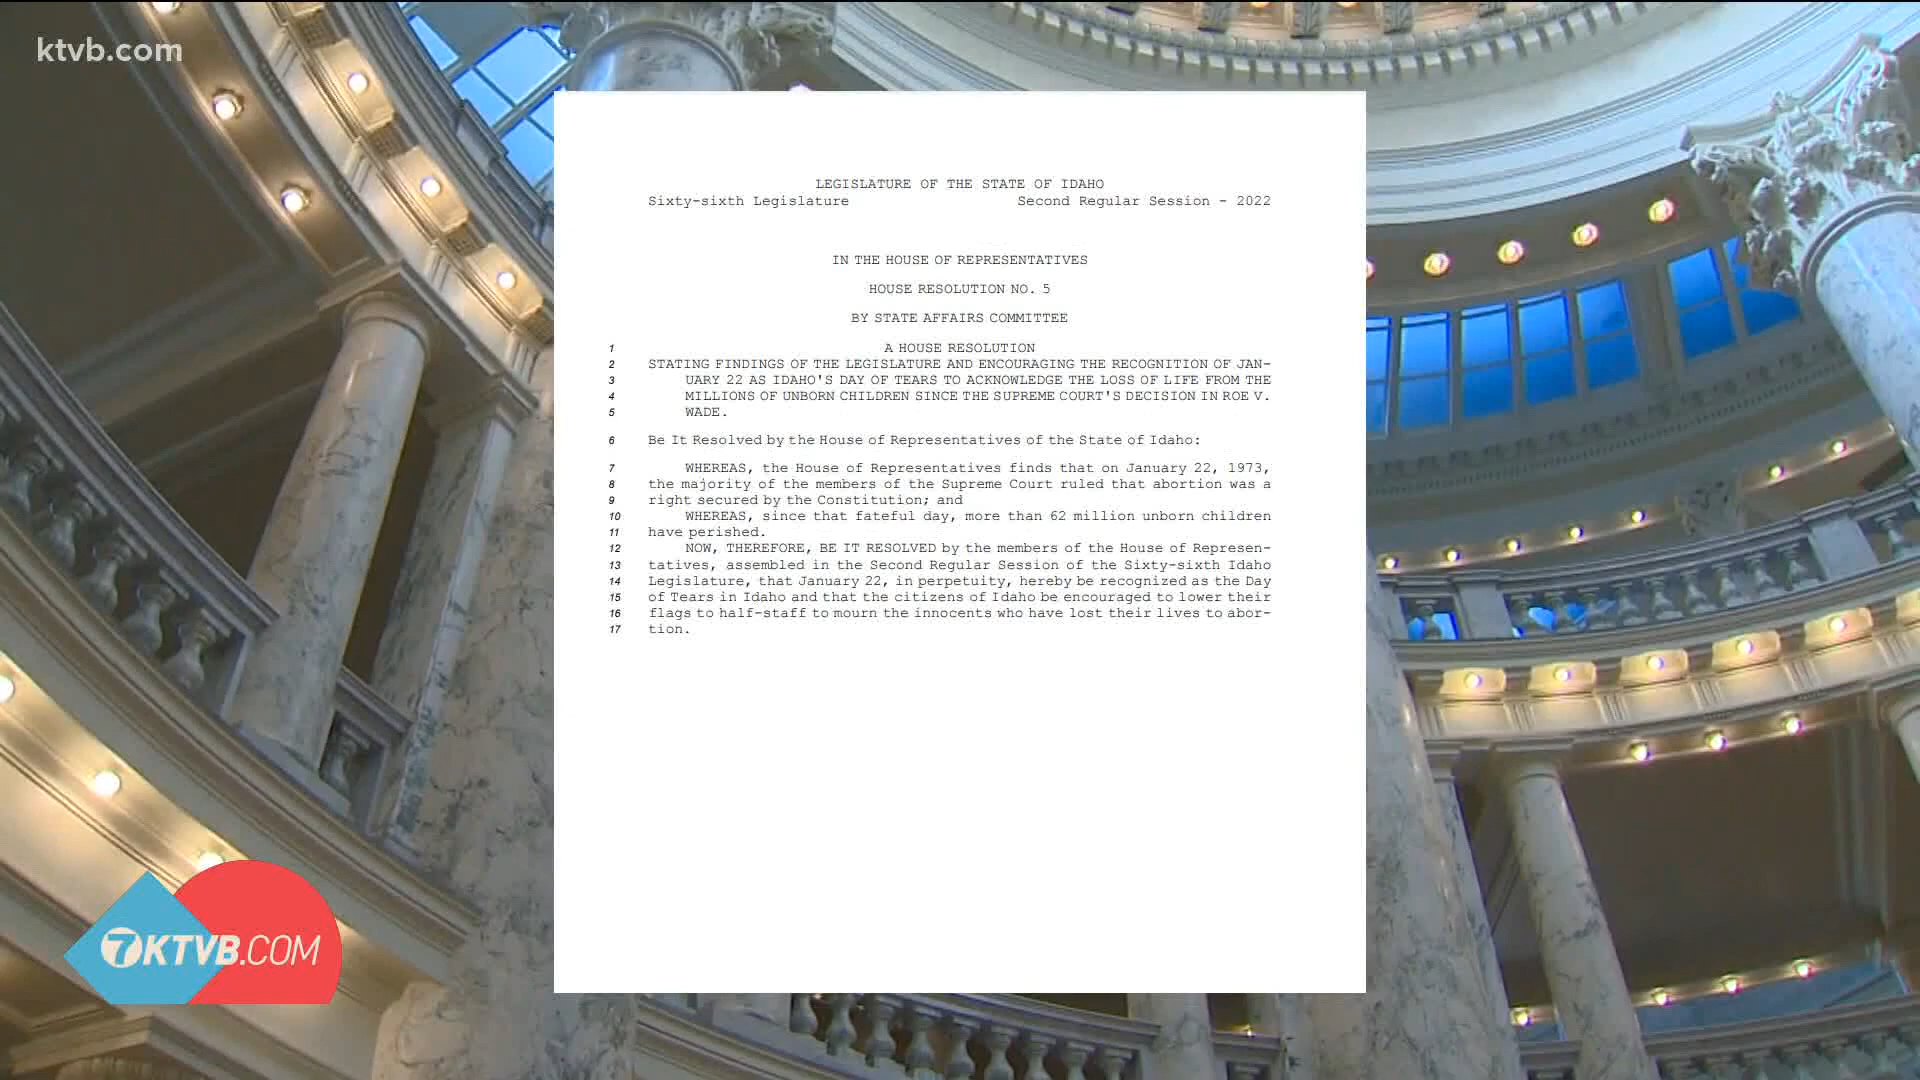 ktvb.com
LEGISLATURE OF THE STATE OF IDAHO
Sixty-sixth Legislature Second Regular Session - 2022
IN THE HOUSE OF REPRESENTATIVES
HOUSE RESOLUTION NO. 5
BY STATE AFFAIRS COMMITTEE
1 A HOUSE RESOLUTION
2 STATING FINDINGS OF THE LEGISLATURE AND ENCOURAGING THE RECOGNITION OF JAN-
3 UARY 22 AS IDAHO'S DAY OF TEARS TO ACKNOWLEDGE THE LOSS OF LIFE FROM THE
4 MILLIONS OF UNBORN CHILDREN SINCE THE SUPREME COURT'S DECISION IN ROE V.
5 WADE.
6 Be It Resolved by the House of Representatives of the State of Idaho:
7 WHEREAS, the House of Representatives finds that on January 22, 1973,
8 the majority of the members of the Supreme Court ruled that abortion was a
9 right secured by the Constitution; and
10 WHEREAS, since that fateful day, more than 62 million unborn children
11 have perished.
12 NOW, THEREFORE, BE IT RESOLVED by the members of the House of Represen-
13 tatives, assembled in the Second Regular Session of the Sixty-sixth Idaho
14 Legislature, that January 22, in perpetuity, hereby be recognized as the Day
15 of Tears in Idaho and that the citizens of Idaho be encouraged to lower their
16 flags to half-staff to mourn the innocents who have lost their lives to abor-
17 tion.
7KTVB.COM